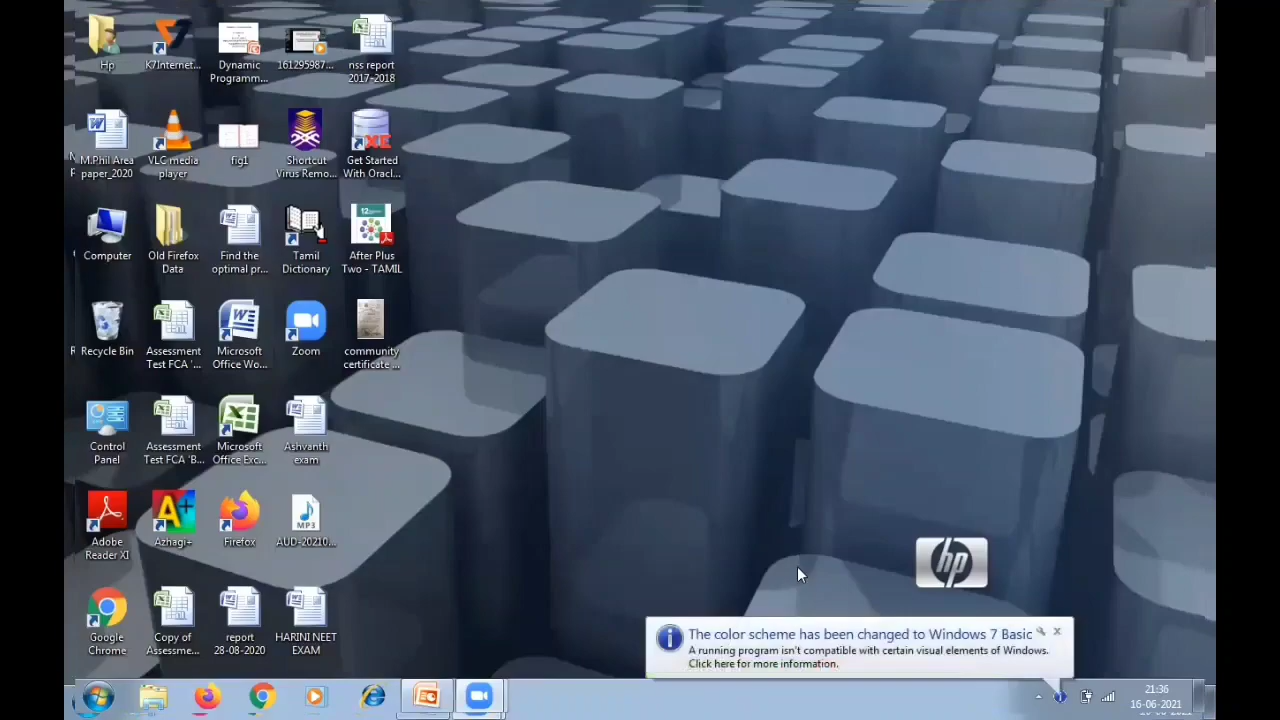 Hp
K7Internet...
Dynamic
Programm...
161295987...
nss report
2017-2018
M.Phil Area
paper_2020
VLC media
player
fig1
Shortcut
Virus Remo...
Get Started
With Oracl...
XE
Computer
Old Firefox
Data
Find the
optimal pr...
Tamil
Dictionary
12
After Plus
Two - TAMIL
Recycle Bin
Assessment
Test FCA '...
Microsoft
Office Wo...
Zoom
community
certificate ...
Control
Panel
Assessment
Test FCA 'B...
Microsoft
Office Exc...
Ashvanth
exam
Adobe
Reader XI
A+
Azhagi+
Firefox
MP3
AUD-20210...
Google
Chrome
Copy of
Assessme...
report
28-08-2020
HARINI NEET
EXAM
hp
The color scheme has been changed to Windows 7 Basic
A running program isn't compatible with certain visual elements of Windows.
Click here for more information.
21:36
16-06-2021